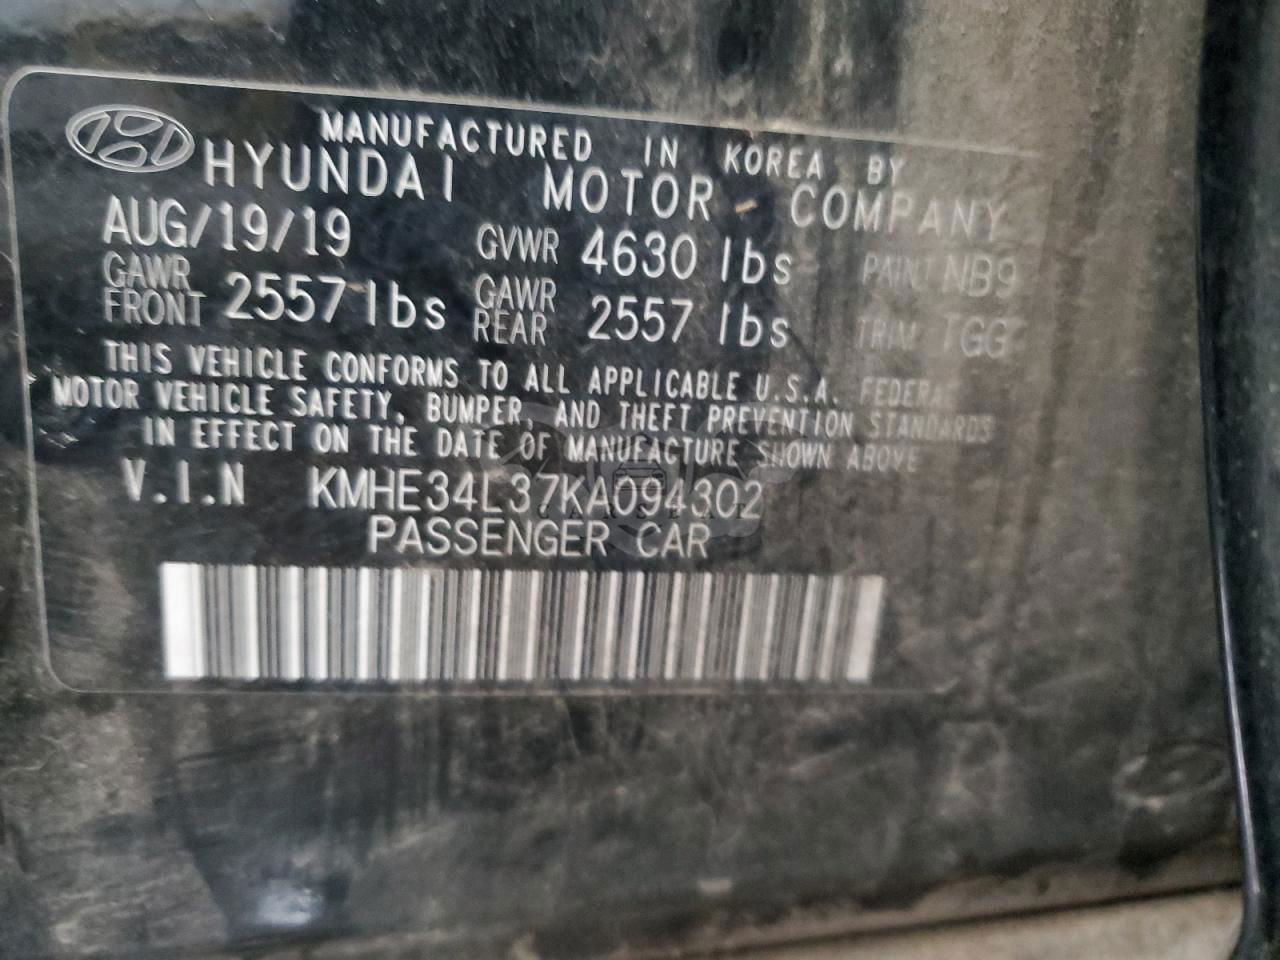 MANUFACTURED IN KOREA BY
HYUNDAI MOTOR COMPANY
AUG/19/19 GVWR 4630 lbs PAINT NB9
GAWR FRONT 2557 lbs GAWR REAR 2557 lbs TRIM TGG
THIS VEHICLE CONFORMS TO ALL APPLICABLE U.S.A. FEDERAL
MOTOR VEHICLE SAFETY, BUMPER, AND THEFT PREVENTION STANDARDS
IN EFFECT ON THE DATE OF MANUFACTURE SHOWN ABOVE
V.I.N KMHE34L37KA094302
PASSENGER CAR